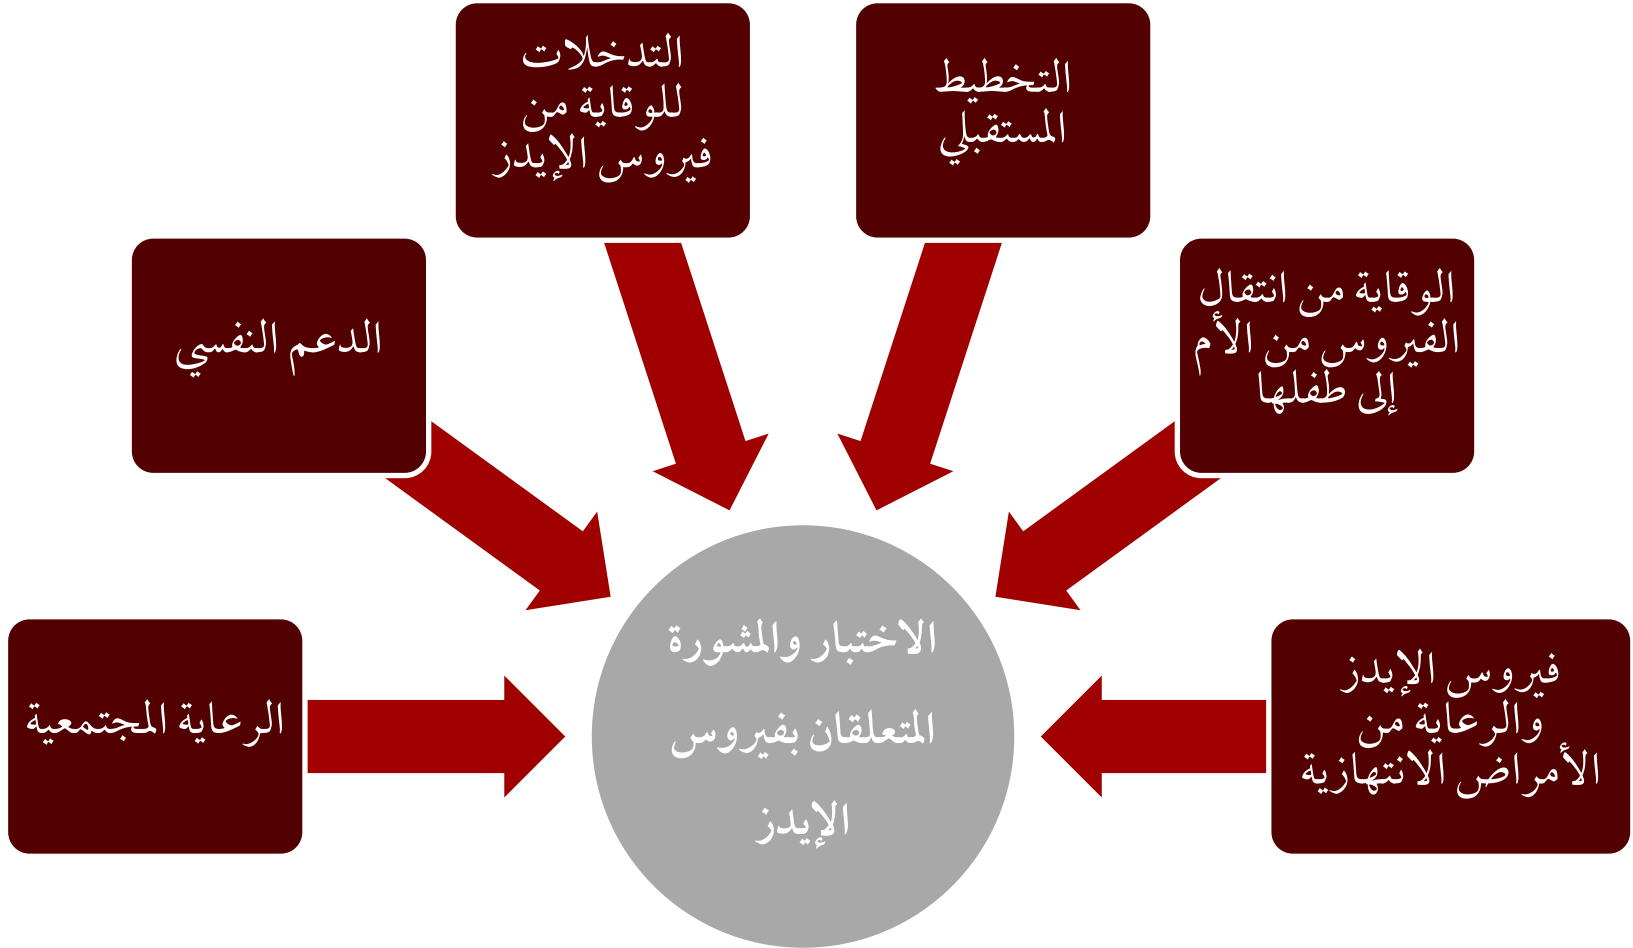 التخطيط
المستقبلي
التدخلات
للوقاية من
فيروس الإيدز
الوقاية من انتقال
الفيروس من الأم
إلى طفلها
الدعم النفسي
فيروس الإيدز
والرعاية من
الأمراض الانتهازية
الاختبار والمشورة
المتعلقان بفيروس
الإيدز
الرعاية المجتمعية